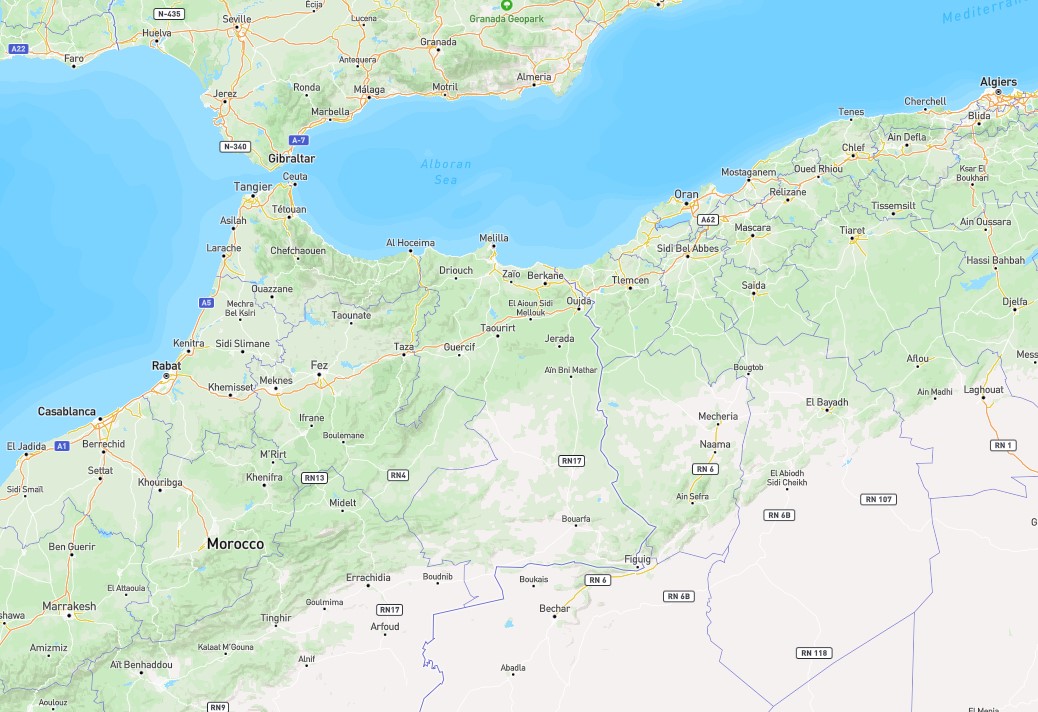 Écija
N-435
Seville
Lucena
Granada Geopark
Huelva
Granada
A22
Faro
Antequera
Almeria
Ronda
Málaga
Motril
Jerez
Marbella
Algiers
Cherchell
Tenes
Blida
A-7
N-340
Ain Defla
Chlef
Gibraltar
Alboran
Sea
Oued Rhiou
Ksar El
Boukhari
Ceuta
Mostaganem
Tangier
Oran
Relizane
Tétouan
Tissemsilt
Asilah
A62
Mascara
Tiaret
Ain Oussara
Larache
Chefchaouen
Al Hoceima
Melilla
Sidi Bel Abbes
Hassi Bahbah
Driouch
Zaïo
Berkane
Tlemcen
Saida
Ouazzane
A5
Mechra
Bel Ksiri
Taounate
El Aioun Sidi
Mellouk
Oujda
Djelfa
Taourirt
Kenitra
Sidi Slimane
Taza
Guercif
Jerada
Rabat
Fez
Aïn Bni Mathar
Bougtob
Aflou
Mess
Khemisset
Meknes
Ain Madhi
Laghouat
Casablanca
Ifrane
Mecheria
El Bayadh
El Jadida
A1
Berrechid
Boulemane
Naama
RN 1
Settat
M'Rirt
RN17
RN 6
Khouribga
Khenifra
RN13
RN4
El Abiodh
Sidi Cheikh
Sidi Smaïl
Midelt
Ain Sefra
RN 107
Bouarfa
RN 6B
Morocco
Ben Guerir
Figuig
Errachidia
Boudnib
Boukais
RN 6
El Attaouia
RN 6B
Marrakesh
Goulmima
RN17
Bechar
shawa
Tinghir
Arfoud
Amizmiz
Kalaat M'Gouna
RN 118
Aït Benhaddou
Alnif
Abadla
Aoulouz
RN9